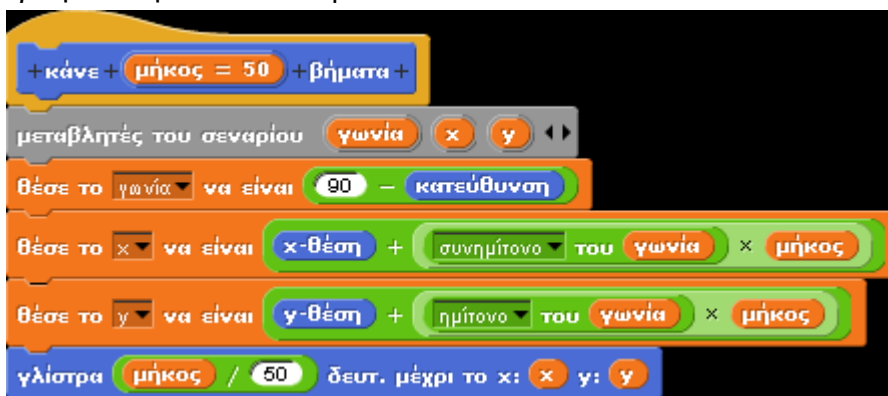 +κάνε+ μήκος = 50 +βήματα+
μεταβλητές του σεναρίου γωνία x y
θέσε το γωνία να είναι 90 − κατεύθυνση
θέσε το x να είναι x-θέση + συνημίτονο του γωνία × μήκος
θέσε το y να είναι y-θέση + ημίτονο του γωνία × μήκος
γλίστρα μήκος / 50 δευτ. μέχρι το x: x y: y